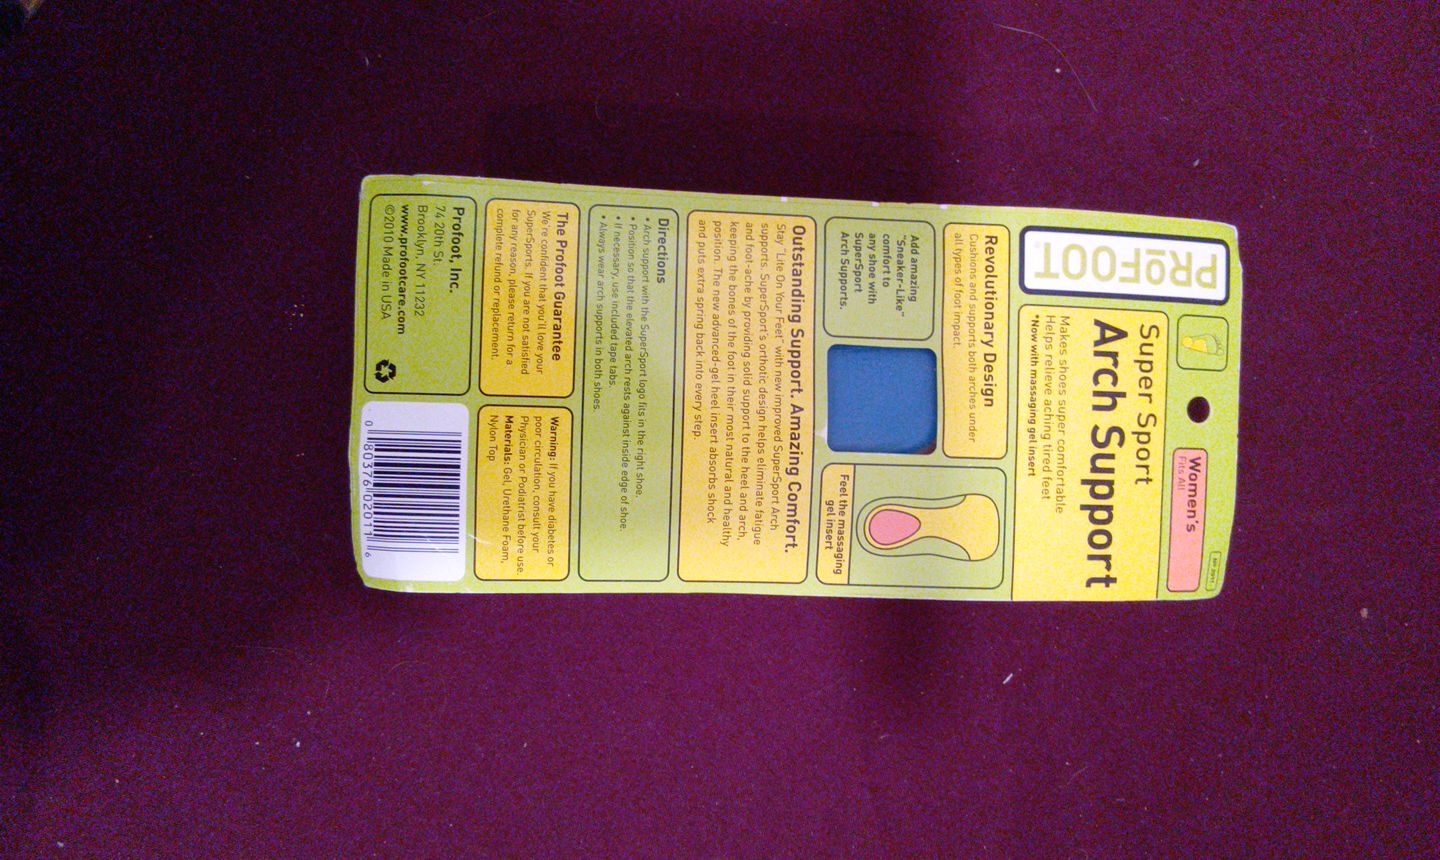 PROFOOT
Women's
Fits All
Super Sport
Arch Support
Makes shoes super comfortable
Helps relieve aching tired feet
*Now with massaging gel insert
Revolutionary Design
Cushions and supports both arches under
all types of foot impact.
Add amazing
"Sneaker-Like"
comfort to
any shoe with
SuperSport
Arch Supports.
Feel the massaging
gel insert
Outstanding Support. Amazing Comfort.
Stay "Lite On Your Feet" with new improved SuperSport Arch
supports. SuperSport's orthotic design helps eliminate fatigue
and foot-ache by providing solid support to the heel and arch,
keeping the bones of the foot in their most natural and healthy
position. The new advanced-gel heel insert absorbs shock
and puts extra spring back into every step.
Directions
• Arch support with the SuperSport logo fits in the right shoe.
• Position so that the elevated arch rests against inside edge of shoe.
• If necessary, use included tape tabs.
• Always wear arch supports in both shoes.
The Profoot Guarantee
We're confident that you'll love your
SuperSports. If you are not satisfied
for any reason, please return for a
complete refund or replacement.
Warning: If you have diabetes or
poor circulation, consult your
Physician or Podiatrist before use.
Materials: Gel, Urethane Foam,
Nylon Top
Profoot, Inc.
74 20th St.
Brooklyn, NY 11232
www.profootcare.com
©2010 Made in USA
0 80376 02011 6